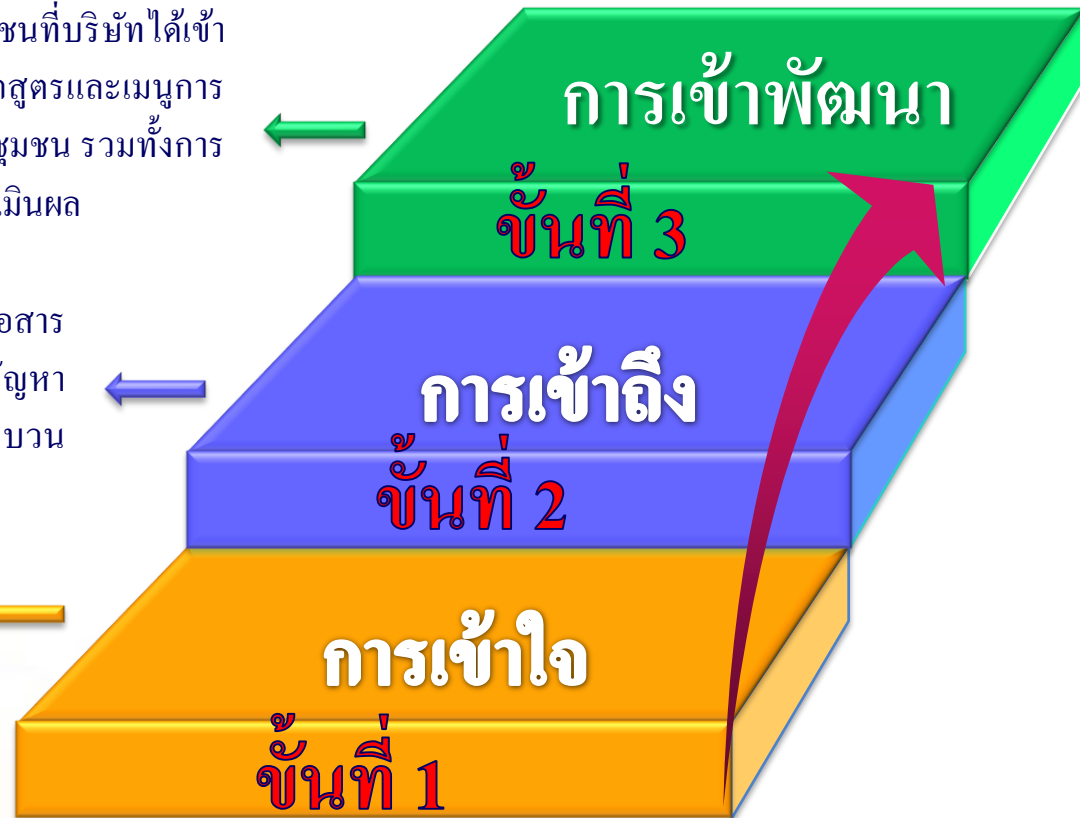 ชนที่บริษัทได้เข้า
สูตรและเมนูการ
ชุมชน รวมทั้งการ
เมินผล
การเข้าพัฒนา
ขั้นที่ 3
อสาร
ญหา
บวน
การเข้าถึง
ขั้นที่ 2
การเข้าใจ
ขั้นที่ 1